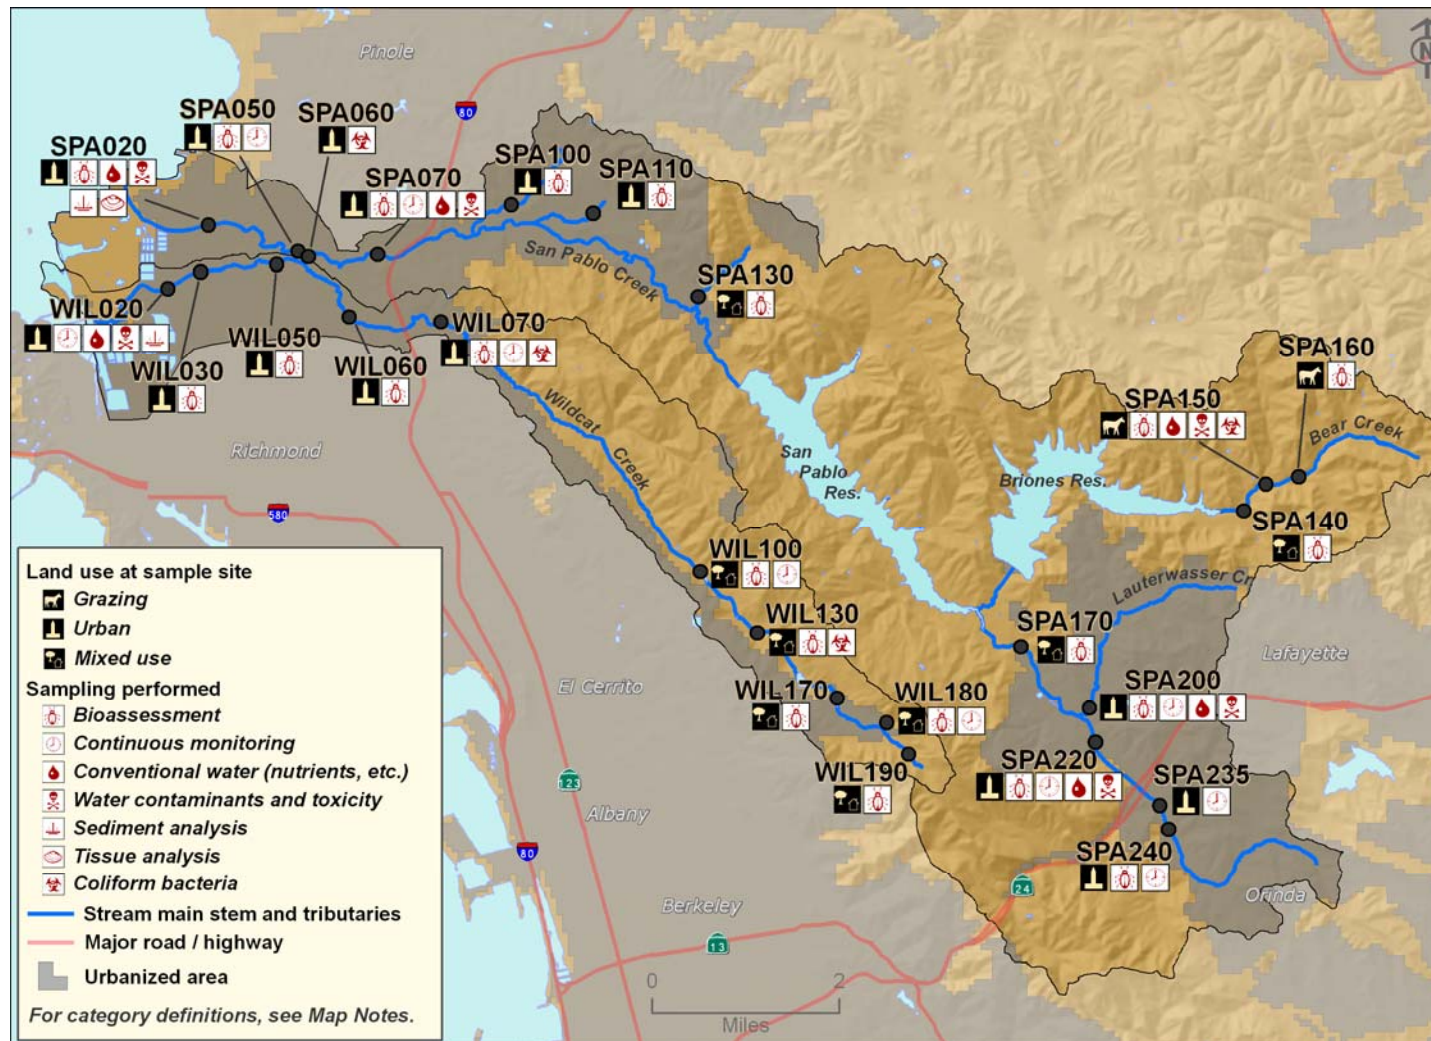 Pinole
80
SPA050
SPA060
SPA020
SPA100
SPA110
SPA070
N
San Pablo Creek
SPA130
WIL020
WIL030
WIL050
WIL060
WIL070
SPA160
SPA150
Bear Creek
Richmond
Wildcat
Creek
San
Pablo
Res.
Briones Res.
SPA140
580
WIL100
Lauterwasser Cr.
WIL130
SPA170
Lafayette
El Cerrito
WIL170
WIL180
SPA200
WIL190
SPA220
SPA235
123
Albany
80
SPA240
24
Orinda
Berkeley
13
0 2
Miles
Land use at sample site
Grazing
Urban
Mixed use
Sampling performed
Bioassessment
Continuous monitoring
Conventional water (nutrients, etc.)
Water contaminants and toxicity
Sediment analysis
Tissue analysis
Coliform bacteria
Stream main stem and tributaries
Major road / highway
Urbanized area
For category definitions, see Map Notes.